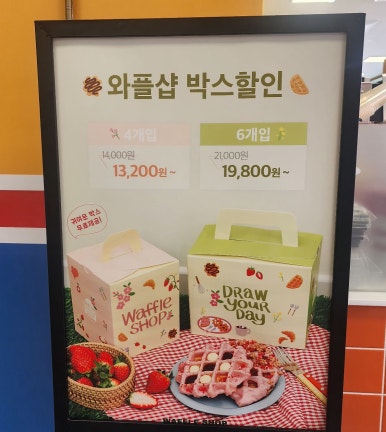 와플샵 박스할인
4개입
14,000원
13,200원~
6개입
21,000원
19,800원~
귀여운 박스
무료제공!
Waffle
SHOP
DRAW
YOUR
DAY
WAFFLE SHOP